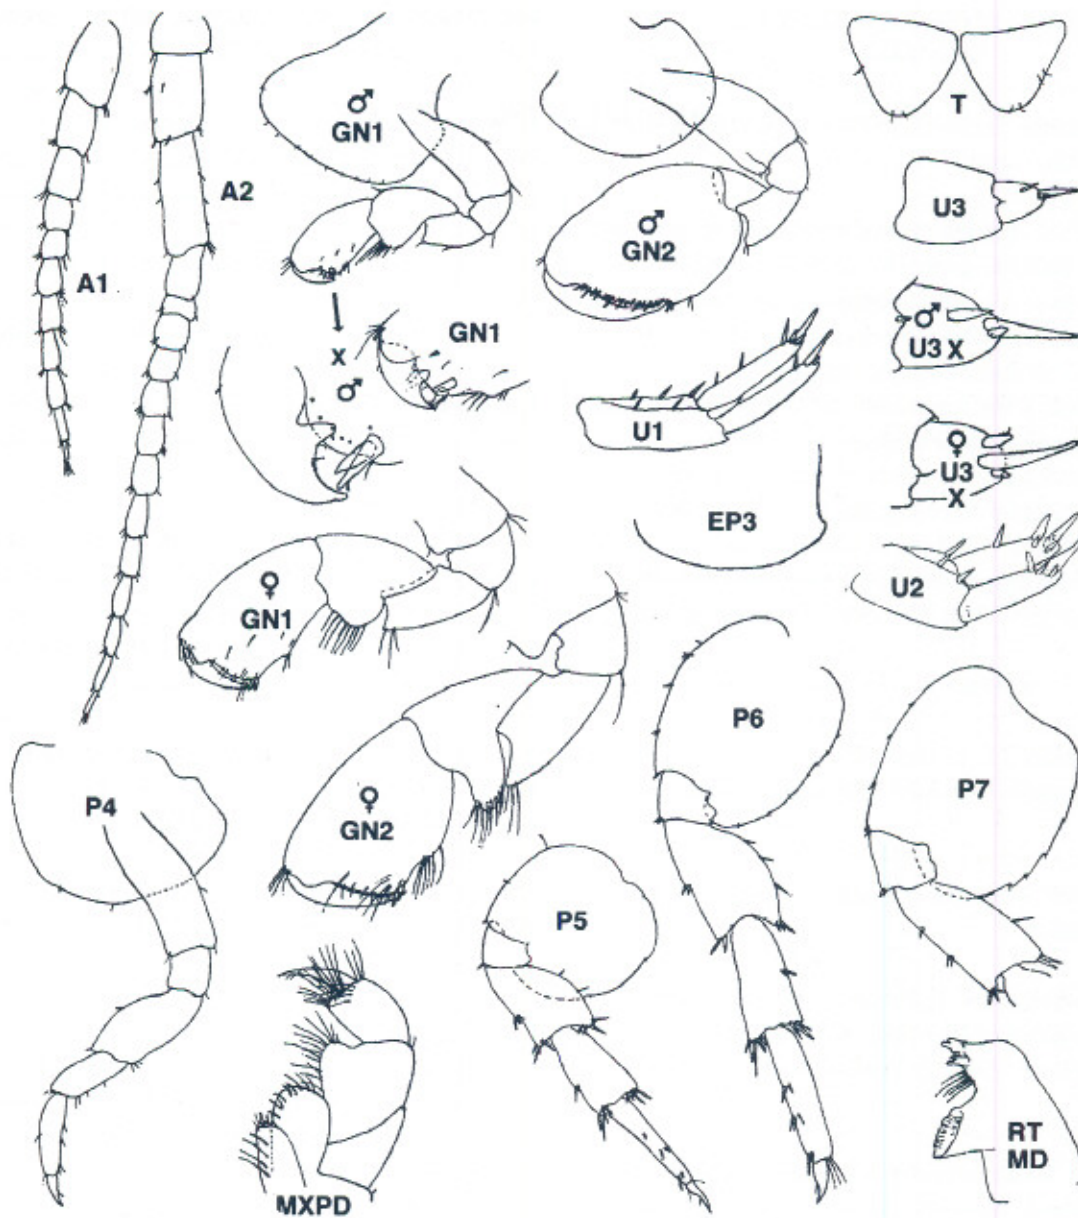 A1
A2
♂
GN1
♂
GN2
T
U3
♂
U3 X
♀
U3
X
X
♂
GN1
U1
EP3
U2
♀
GN1
♀
GN2
P4
P5
P6
P7
MXPD
RT
MD